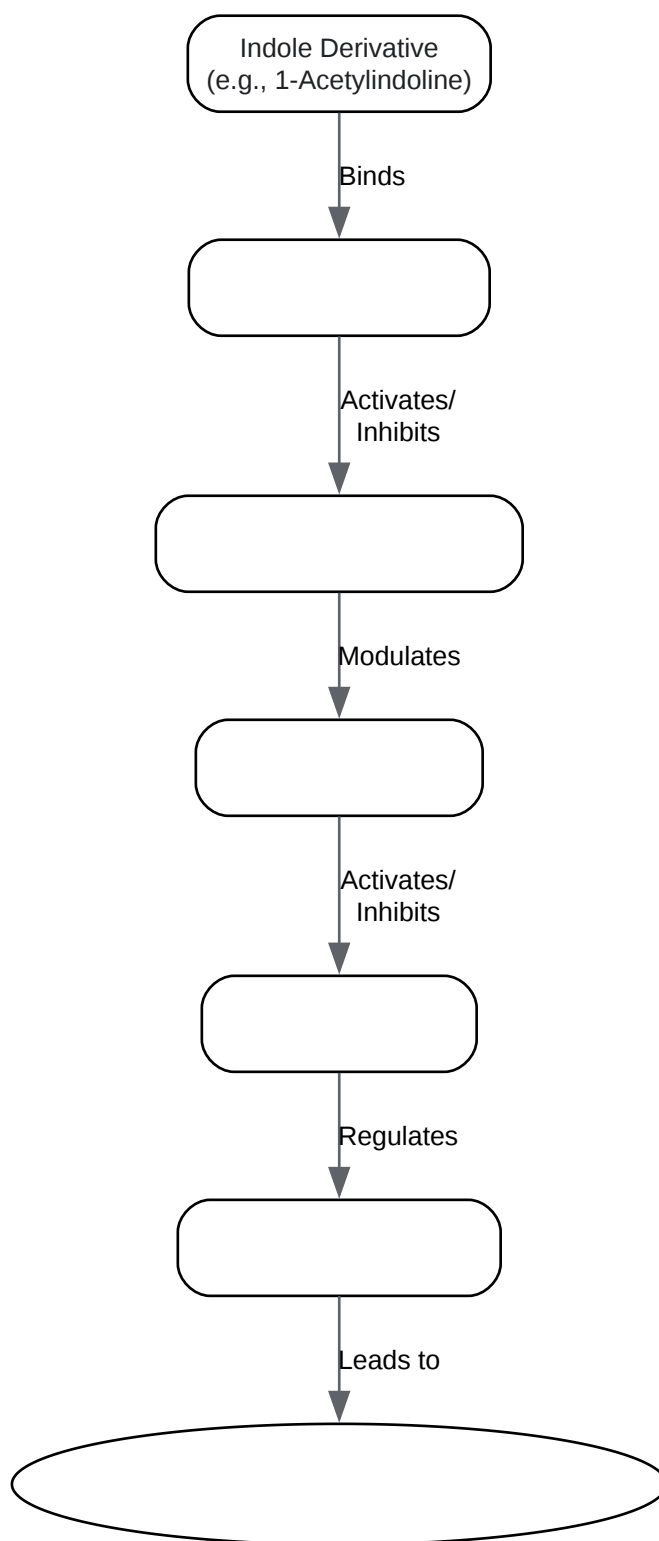 Indole Derivative
(e.g., 1-Acetylindoline)
Binds
Activates/
Inhibits
Modulates
Activates/
Inhibits
Regulates
Leads to